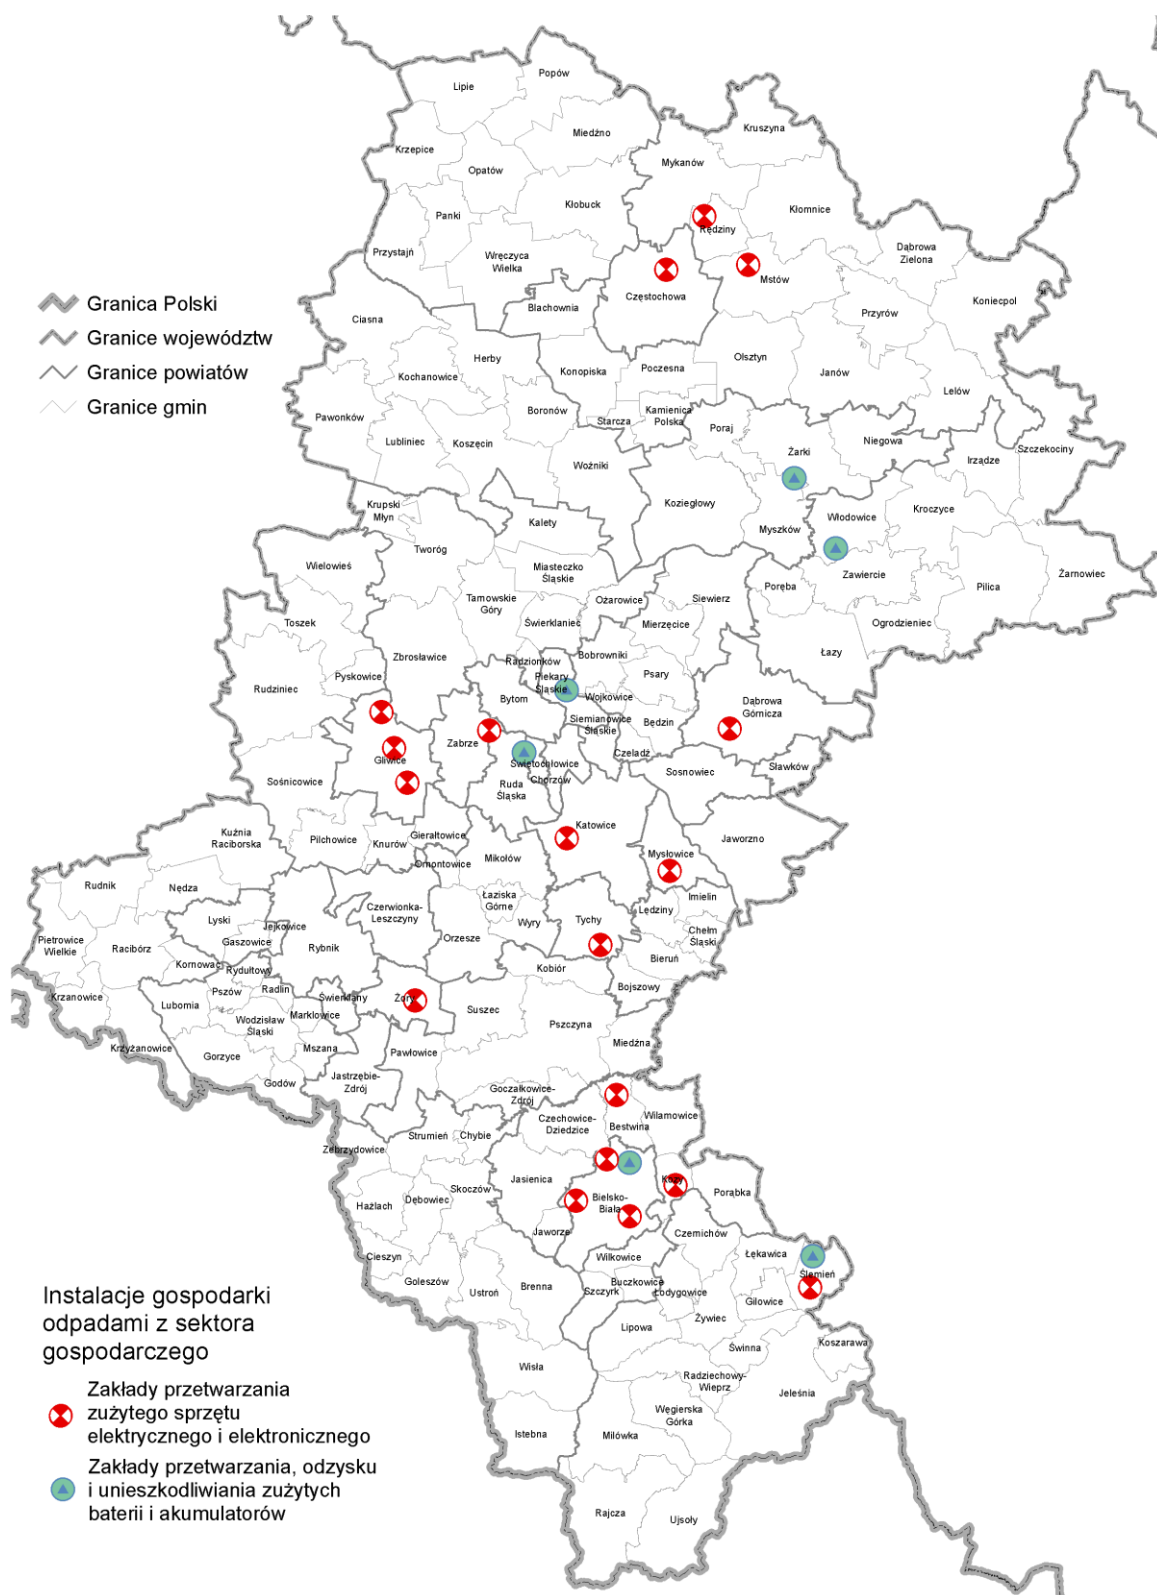 Popów
Lipie
Kruszyna
Miedźno
Krzepice
Mykanów
Opatów
Kłobuck
Kłomnice
Panki
Rędziny
Przystajń
Wręczyca
Wielka
Dąbrowa
Zielona
Mstów
Częstochowa
Koniecpol
Blachownia
Przyrów
Ciasna
Herby
Olsztyn
Konopiska
Poczesna
Janów
Kochanowice
Lelów
Boronów
Kamienica
Polska
Pawonków
Starcza
Poraj
Niegowa
Lubliniec
Koszęcin
Żarki
Szczekociny
Irządze
Woźniki
Koziegłowy
Krupski
Młyn
Kroczyce
Włodowice
Kalety
Myszków
Tworóg
Wielowieś
Miasteczko
Śląskie
Zawiercie
Żarnowiec
Poręba
Pilica
Tarnowskie
Góry
Ożarowice
Siewierz
Toszek
Świerklaniec
Mierzęcice
Ogrodzieniec
Łazy
Zbrosławice
Radzionków
Bobrowniki
Pyskowice
Piekary
Śląskie
Psary
Rudziniec
Wojkowice
Bytom
Dąbrowa
Górnicza
Siemianowice
Śląskie
Będzin
Zabrze
Czeladź
Gliwice
Świętochłowice
Sławków
Sosnowiec
Chorzów
Sośnicowice
Ruda
Śląska
Katowice
Kuźnia
Raciborska
Gierałtowice
Pilchowice
Knurów
Jaworzno
Mysłowice
Mikołów
Ornontowice
Rudnik
Nędza
Łaziska
Górne
Imielin
Czerwionka-
Leszczyny
Lędziny
Lyski
Jejkowice
Wyry
Tychy
Chełm
Śląski
Pietrowice
Wielkie
Racibórz
Gaszowice
Rybnik
Orzesze
Bieruń
Kornowac
Rydułtowy
Kobiór
Bojszowy
Krzanowice
Pszów
Radlin
Świerklany
Żory
Lubomia
Suszec
Marklowice
Wodzisław
Śląski
Pszczyna
Krzyżanowice
Mszana
Pawłowice
Miedźna
Gorzyce
Godów
Jastrzębie-
Zdrój
Goczałkowice-
Zdrój
Czechowice-
Dziedzice
Wilamowice
Bestwina
Strumień
Chybie
Zebrzydowice
Kozy
Jasienica
Skoczów
Porąbka
Dębowiec
Bielsko-
Biała
Hażlach
Jaworze
Czernichów
Cieszyn
Wilkowice
Łękawica
Ślemień
Goleszów
Brenna
Buczkowice
Szczyrk
Łodygowice
Ustroń
Gilowice
Żywiec
Lipowa
Koszarawa
Świnna
Wisła
Radziechowy-
Wieprz
Jeleśnia
Węgierska
Górka
Istebna
Milówka
Rajcza
Ujsoły
Granica Polski
Granice województw
Granice powiatów
Granice gmin
Instalacje gospodarki
odpadami z sektora
gospodarczego
Zakłady przetwarzania
zużytego sprzętu
elektrycznego i elektronicznego
Zakłady przetwarzania, odzysku
i unieszkodliwiania zużytych
baterii i akumulatorów